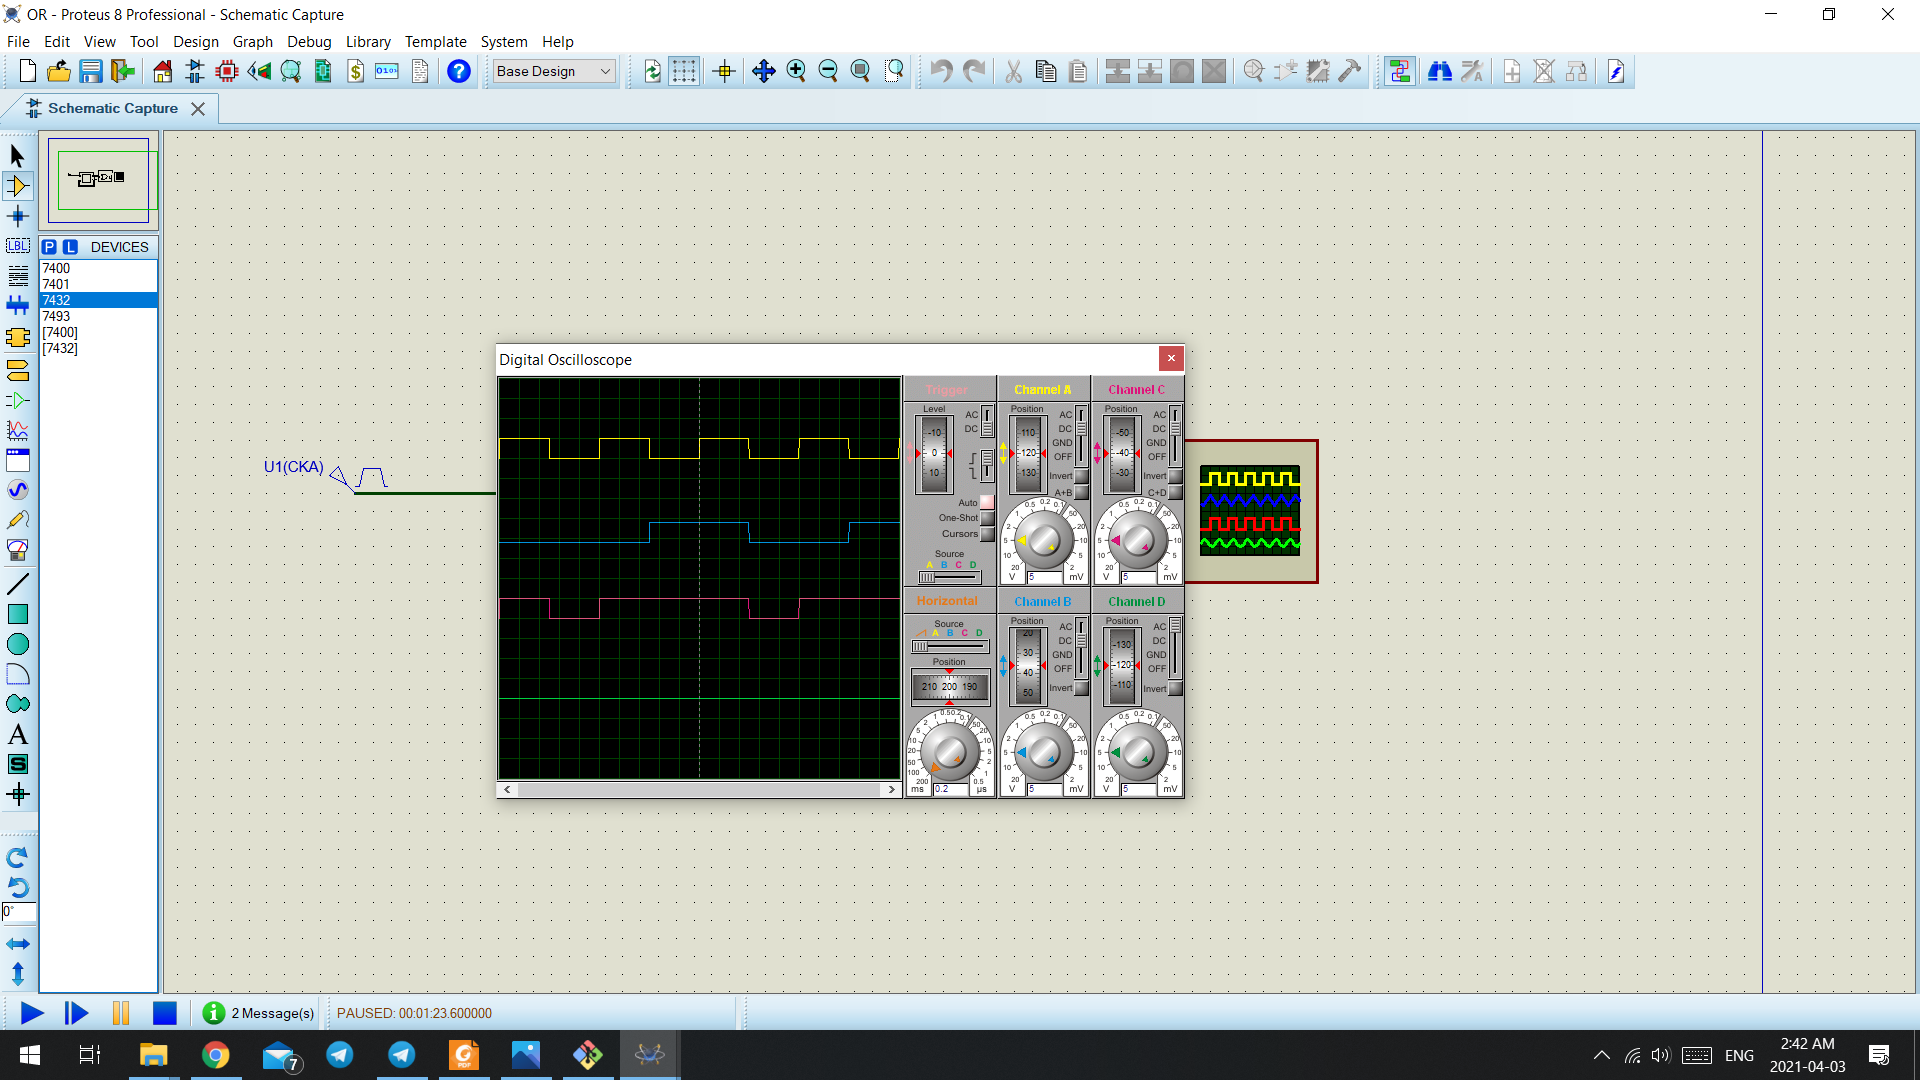 OR - Proteus 8 Professional - Schematic Capture
File Edit View Tool Design Graph Debug Library Template System Help
Base Design
Schematic Capture
P L DEVICES
7400
7401
7432
7493
[7400]
[7432]
LBL
A
S
0°
U1(CKA)
Digital Oscilloscope
Trigger
Level
AC
DC
-10
0
10
Auto
One-Shot
Cursors
Source
A B C D
Channel A
Position
AC
DC
GND
OFF
110
120
130
Invert
A+B
V 5 mV
Channel C
Position
AC
DC
GND
OFF
-50
-40
-30
Invert
C+D
V 5 mV
Horizontal
Source
A B C D
Position
210 200 190
ms 0.2 µs
Channel B
Position
AC
DC
GND
OFF
20
30
40
50
Invert
V 5 mV
Channel D
Position
AC
DC
GND
OFF
-130
-120
-110
Invert
V 5 mV
2 Message(s)
PAUSED: 00:01:23.600000
7
PDF
ENG
2:42 AM
2021-04-03